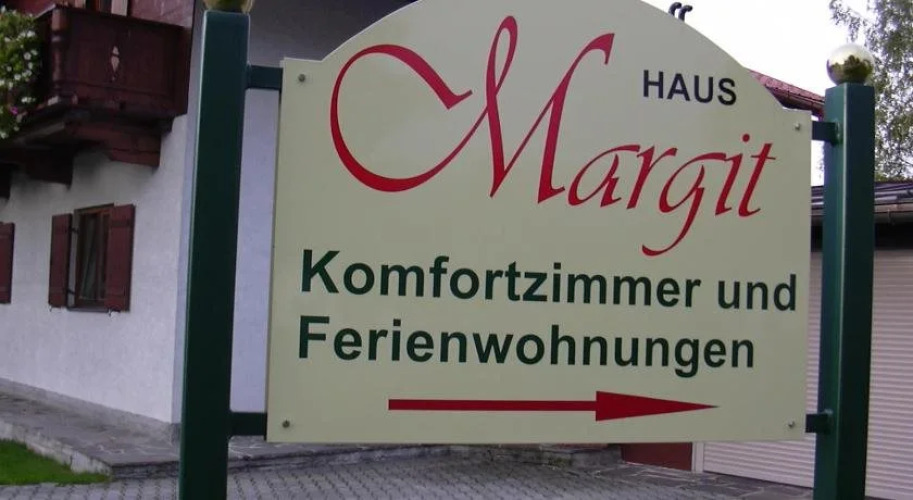 HAUS
Margit
Komfortzimmer und
Ferienwohnungen